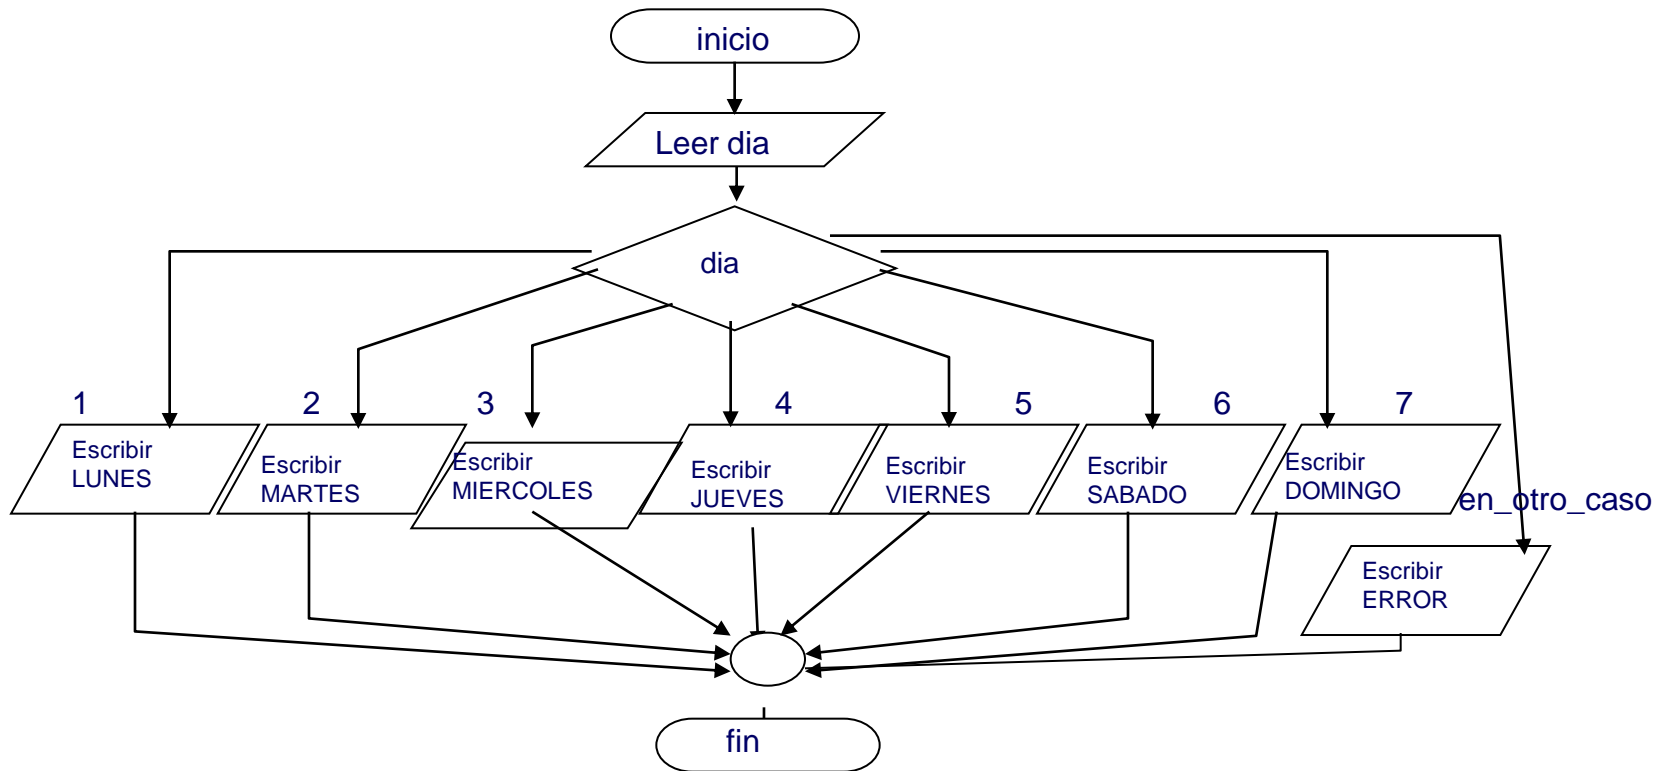 inicio
Leer dia
dia
1
2
3
4
5
6
7
Escribir
LUNES
Escribir
MARTES
Escribir
MIERCOLES
Escribir
JUEVES
Escribir
VIERNES
Escribir
SABADO
Escribir
DOMINGO
en_otro_caso
Escribir
ERROR
fin